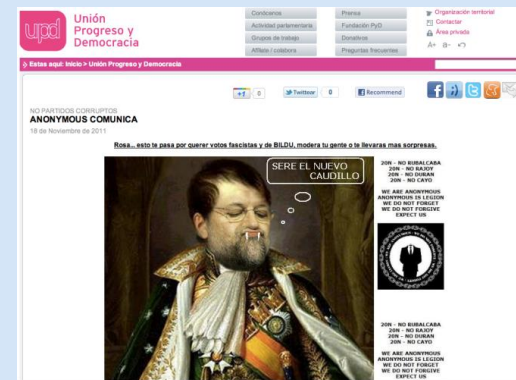 upd
Unión
Progreso y
Democracia
Conócenos
Actividad parlamentaria
Grupos de trabajo
Afíliate / colabora
Prensa
Fundación PyD
Donativos
Preguntas frecuentes
Organización territorial
Contactar
Área privada
A+ a-
Estas aquí: Inicio > Unión Progreso y Democracia
+1 0
Twittear 0
Recommend
NO PARTIDOS CORRUPTOS
ANONYMOUS COMUNICA
18 de Noviembre de 2011
Rosa... esto te pasa por querer votos fascistas y de BILDU, modera tu gente o te llevaras mas sorpresas.
SERE EL NUEVO
CAUDILLO
20N - NO RUBALCABA
20N - NO RAJOY
20N - NO DURAN
20N - NO CAYO
WE ARE ANONYMOUS
ANONYMOUS IS LEGION
WE DO NOT FORGET
WE DO NOT FORGIVE
EXPECT US
20N - NO RUBALCABA
20N - NO RAJOY
20N - NO DURAN
20N - NO CAYO
WE ARE ANONYMOUS
ANONYMOUS IS LEGION
WE DO NOT FORGET
WE DO NOT FORGIVE
EXPECT US